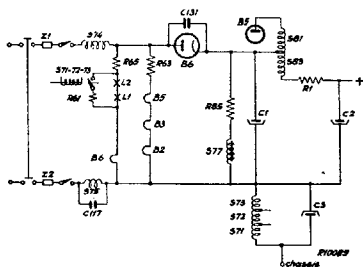 C131
Z1
S74
B5
S81
S71-72-73
R65
R63
B6
S83
R1
+
L2
R61
L1
B5
R85
C1
C2
B3
S77
B2
B6
Z2
S75
C117
S73
S72
S71
C3
R10089
chassis